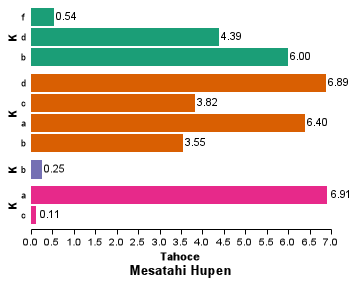 f 0.54
K d 4.39
b 6.00
d 6.89
c 3.82
K a 6.40
b 3.55
K b 0.25
K a 6.91
c 0.11
0.0 0.5 1.0 1.5 2.0 2.5 3.0 3.5 4.0 4.5 5.0 5.5 6.0 6.5 7.0
Tahoce
Mesatahi Hupen